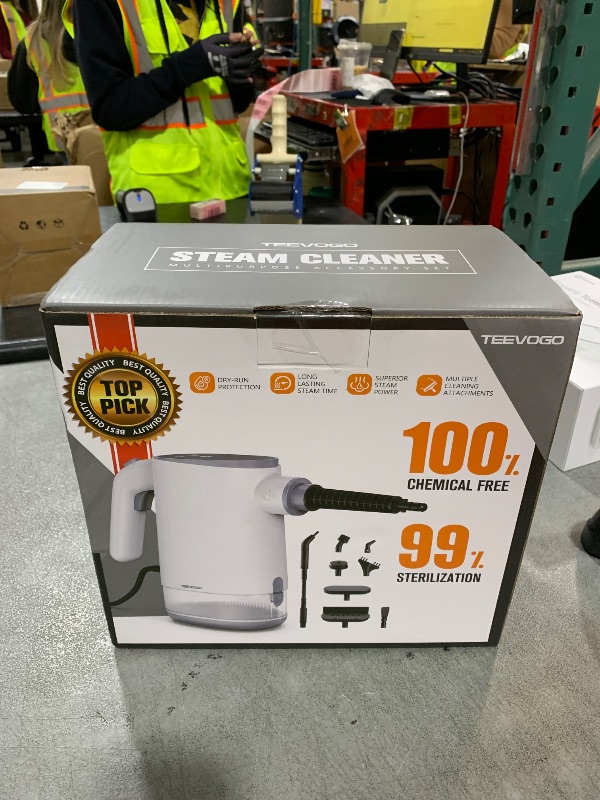 TEEVOGO
STEAM CLEANER
MULTIPURPOSE ACCESSORY SET
TEEVOGO
BEST QUALITY
BEST QUALITY
TOP
PICK
BEST QUALITY
BEST QUALITY
DRY-RUN
PROTECTION
LONG
LASTING
STEAM TIME
SUPERIOR
STEAM
POWER
MULTIPLE
CLEANING
ATTACHMENTS
100%
CHEMICAL FREE
99%
STERILIZATION
TEEVOGO